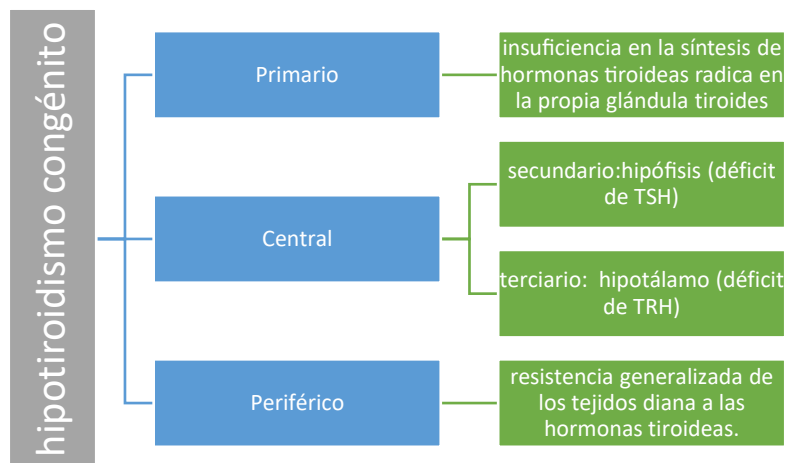 hipotiroidismo congénito
Primario
insuficiencia en la síntesis de
hormonas tiroideas radica en
la propia glándula tiroides
Central
secundario:hipófisis (déficit
de TSH)
terciario: hipotálamo (déficit
de TRH)
Periférico
resistencia generalizada de
los tejidos diana a las
hormonas tiroideas.